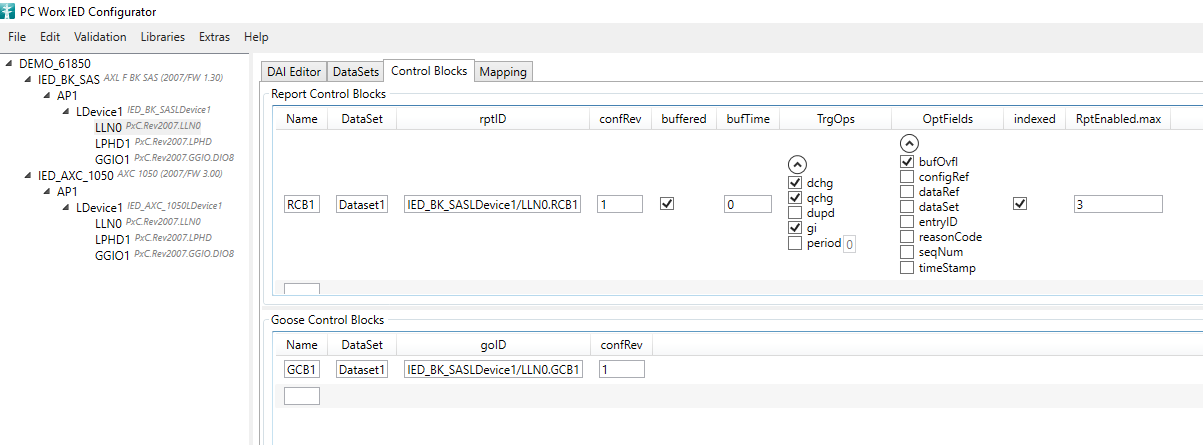 PC Worx IED Configurator
File Edit Validation Libraries Extras Help
DEMO_61850
IED_BK_SAS AXL F BK SAS (2007/FW 1.30)
AP1
LDevice1 IED_BK_SASLDevice1
LLN0 PxC.Rev2007.LLN0
LPHD1 PxC.Rev2007.LPHD
GGIO1 PxC.Rev2007.GGIO.DIO8
IED_AXC_1050 AXC 1050 (2007/FW 3.00)
AP1
LDevice1 IED_AXC_1050LDevice1
LLN0 PxC.Rev2007.LLN0
LPHD1 PxC.Rev2007.LPHD
GGIO1 PxC.Rev2007.GGIO.DIO8
DAI Editor DataSets Control Blocks Mapping
Report Control Blocks
Name DataSet rptID confRev buffered bufTime TrgOps OptFields indexed RptEnabled.max
RCB1 Dataset1 IED_BK_SASLDevice1/LLN0.RCB1 1 0
dchg
qchg
dupd
gi
period 0
bufOvfl
configRef
dataRef
dataSet
entryID
reasonCode
seqNum
timeStamp
3
Goose Control Blocks
Name DataSet goID confRev
GCB1 Dataset1 IED_BK_SASLDevice1/LLN0.GCB1 1